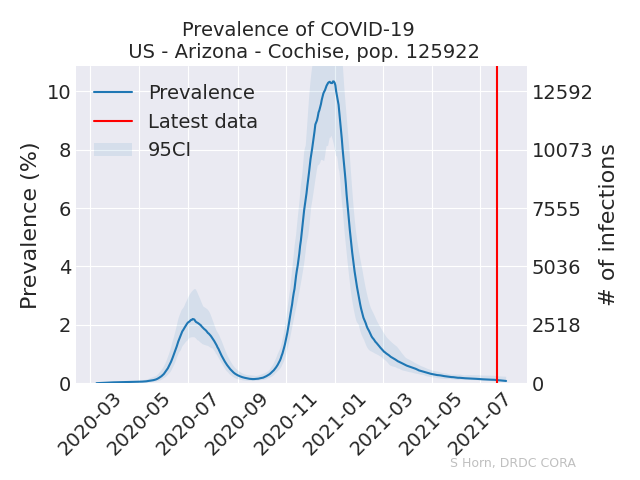 Prevalence of COVID-19
US - Arizona - Cochise, pop. 125922
Prevalence
Latest data
95CI
Prevalence (%)
10
8
6
4
2
0
12592
10073
7555
5036
2518
0
# of infections
2020-03
2020-05
2020-07
2020-09
2020-11
2021-01
2021-03
2021-05
2021-07
S Horn, DRDC CORA